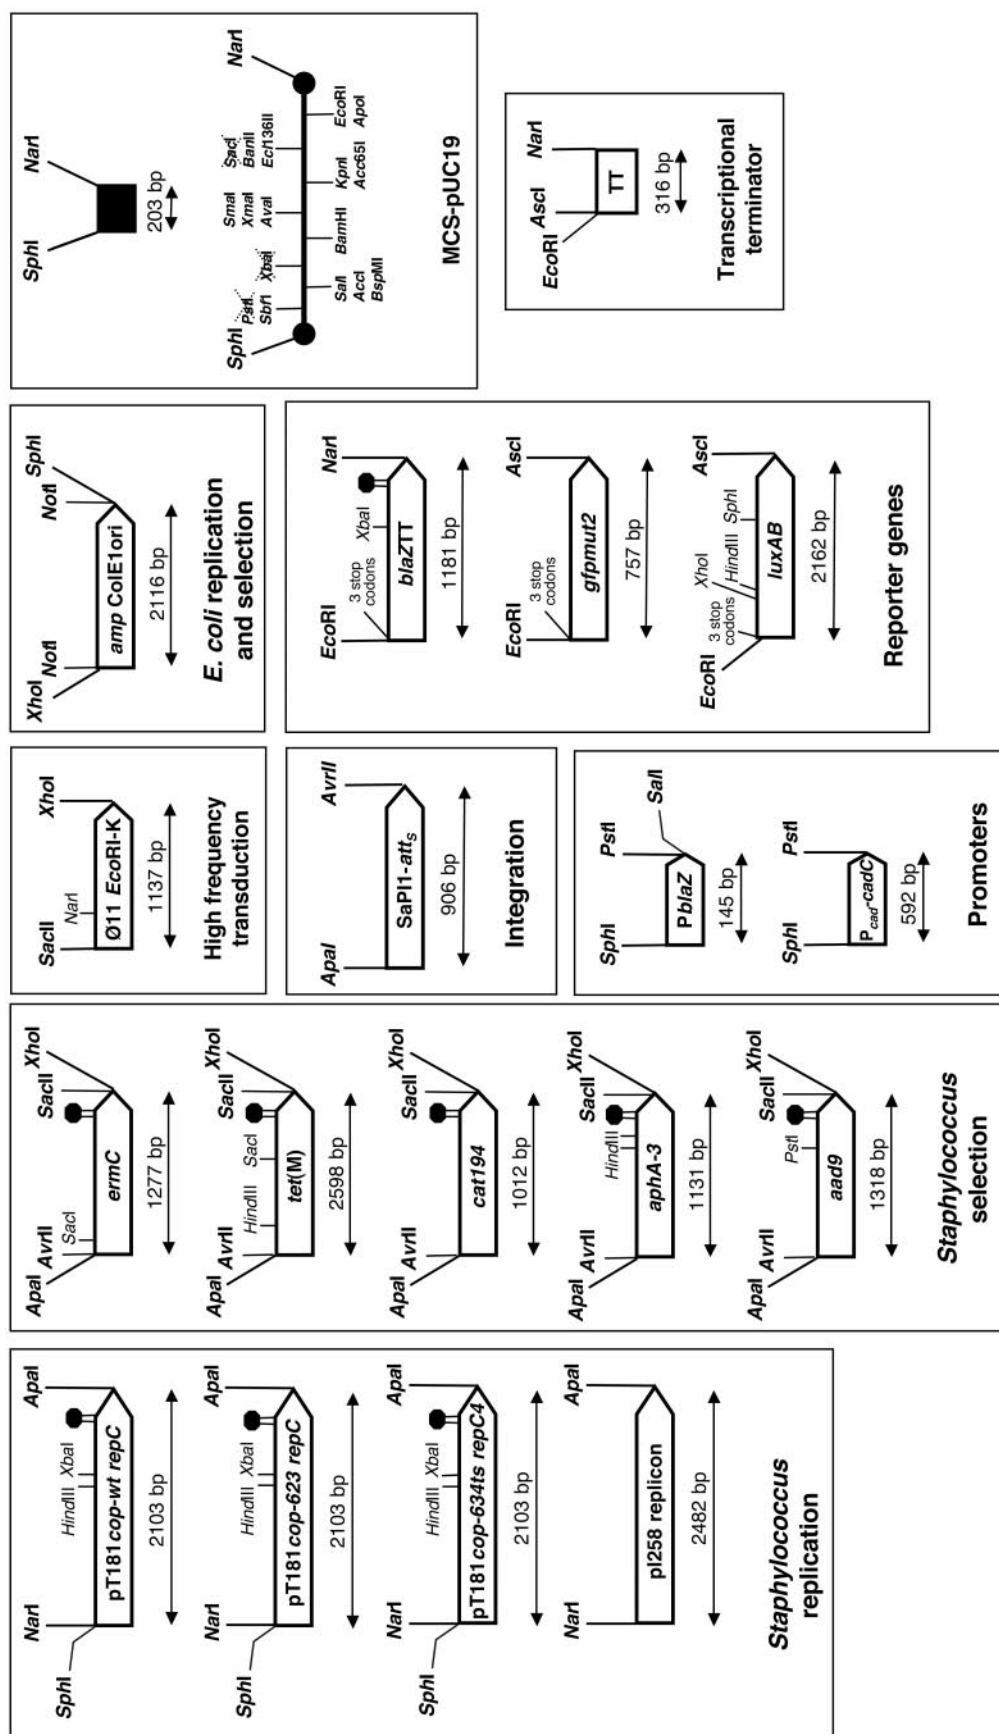 NarI ApaI
SphI HindIII XbaI
pT181cop-wt repC
2103 bp
NarI ApaI
SphI HindIII XbaI
pT181cop-623 repC
2103 bp
NarI ApaI
SphI HindIII XbaI
pT181cop-634ts repC4
2103 bp
NarI ApaI
pI258 replicon
2482 bp
Staphylococcus
replication
ApaI AvrII SacII XhoI
SacI
ermC
1277 bp
ApaI AvrII SacII XhoI
HindIII SacI
tet(M)
2598 bp
ApaI AvrII SacII XhoI
cat194
1012 bp
ApaI AvrII SacII XhoI
HindIII
aphA-3
1131 bp
ApaI AvrII SacII XhoI
PstI
aad9
1318 bp
Staphylococcus
selection
SacII XhoI
NarI
Ø11 EcoRI-K
1137 bp
High frequency
transduction
ApaI AvrII
SaPI1-attS
906 bp
Integration
SphI PstI
SalI
P blaZ
145 bp
SphI PstI
Pcad-cadC
592 bp
Promoters
XhoI NotI NotI SphI
amp ColE1ori
2116 bp
E. coli replication
and selection
EcoRI NarI
3 stop
codons
XbaI
blaZTT
1181 bp
EcoRI AscI
3 stop
codons
gfpmut2
757 bp
EcoRI AscI
3 stop
codons
XhoI
HindIII SphI
luxAB
2162 bp
Reporter genes
SphI NarI
203 bp
SphI NarI
PstI
SbfI
XbaI
SmaI
XmaI
AvaI
SacI
BanII
Ecl136II
SalI
AccI
BspMI
BamHI
KpnI
Acc65I
EcoRI
ApoI
MCS-pUC19
EcoRI AscI NarI
TT
316 bp
Transcriptional
terminator